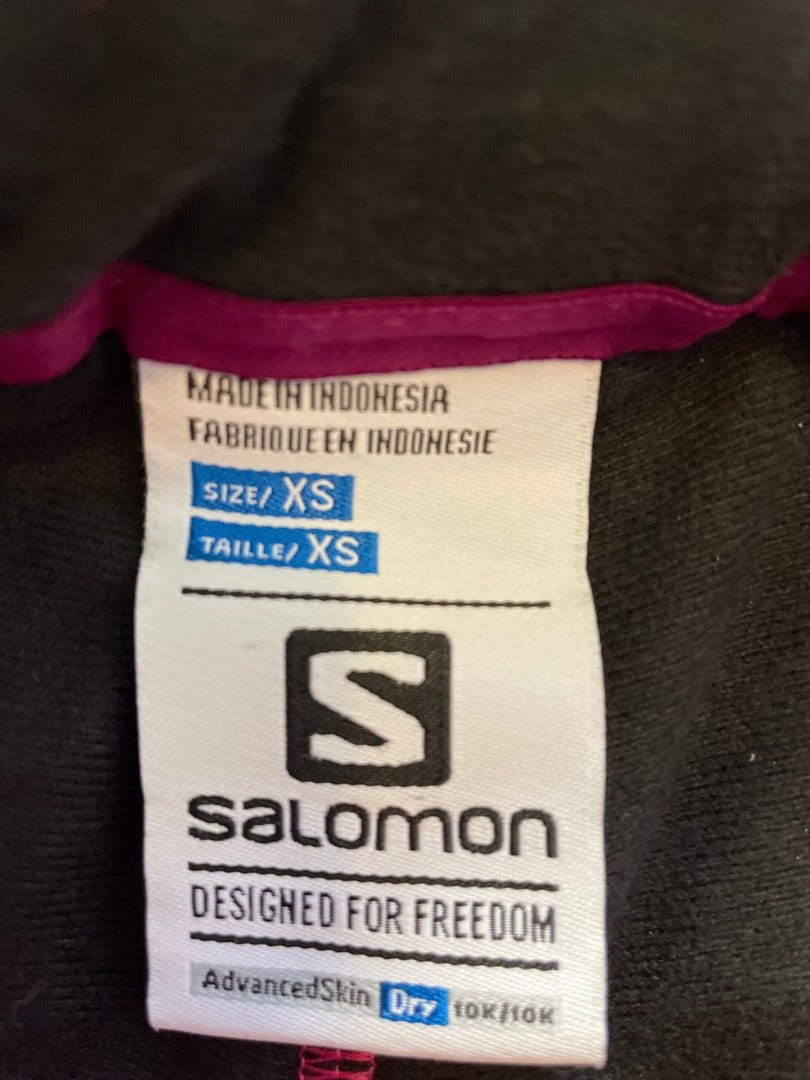 MADE IN INDONESIA
FABRIQUE EN INDONESIE
SIZE/ XS
TAILLE/ XS
S
salomon
DESIGNED FOR FREEDOM
AdvancedSkin Dry 10K/10K